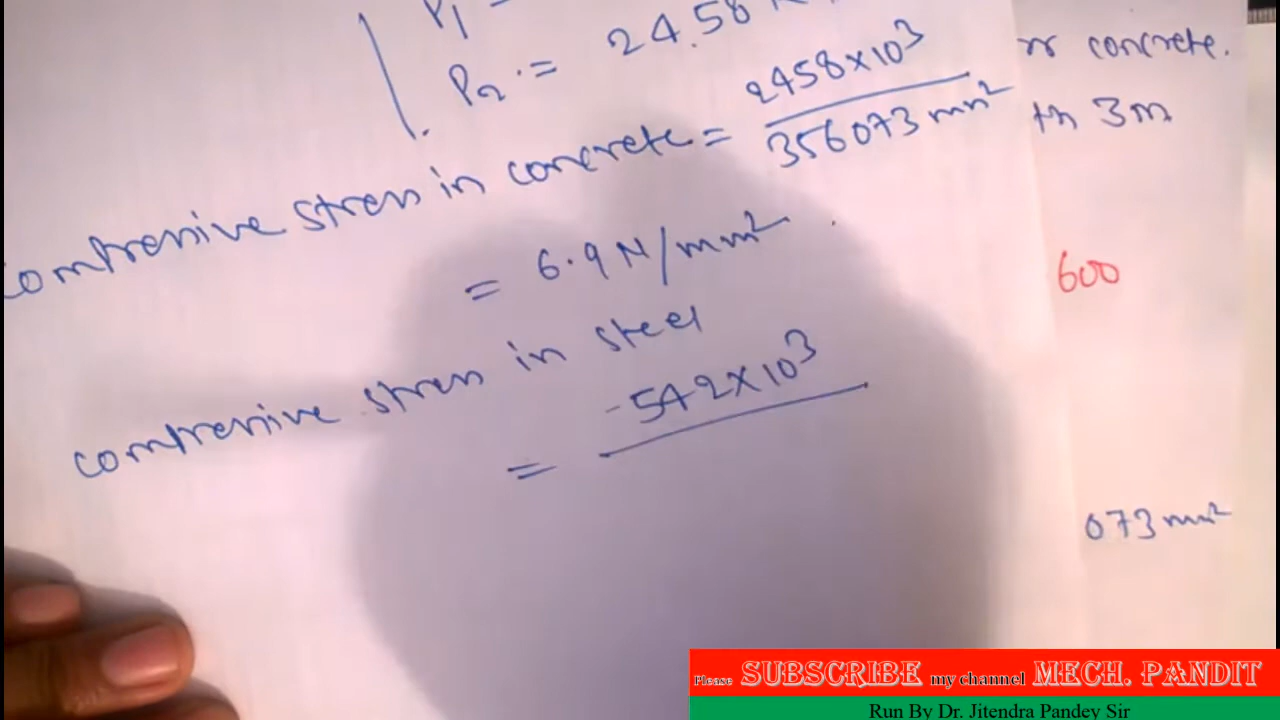 P1 =
P2 = 24.58
compressive stress in concrete = 2458×10³
356073 mm²
= 6.9 N/mm²
compressive stress in steel
= 542×10³
concrete.
th 3m
600
073 mm²
Please SUBSCRIBE my channel MECH. PANDIT
Run By Dr. Jitendra Pandey Sir